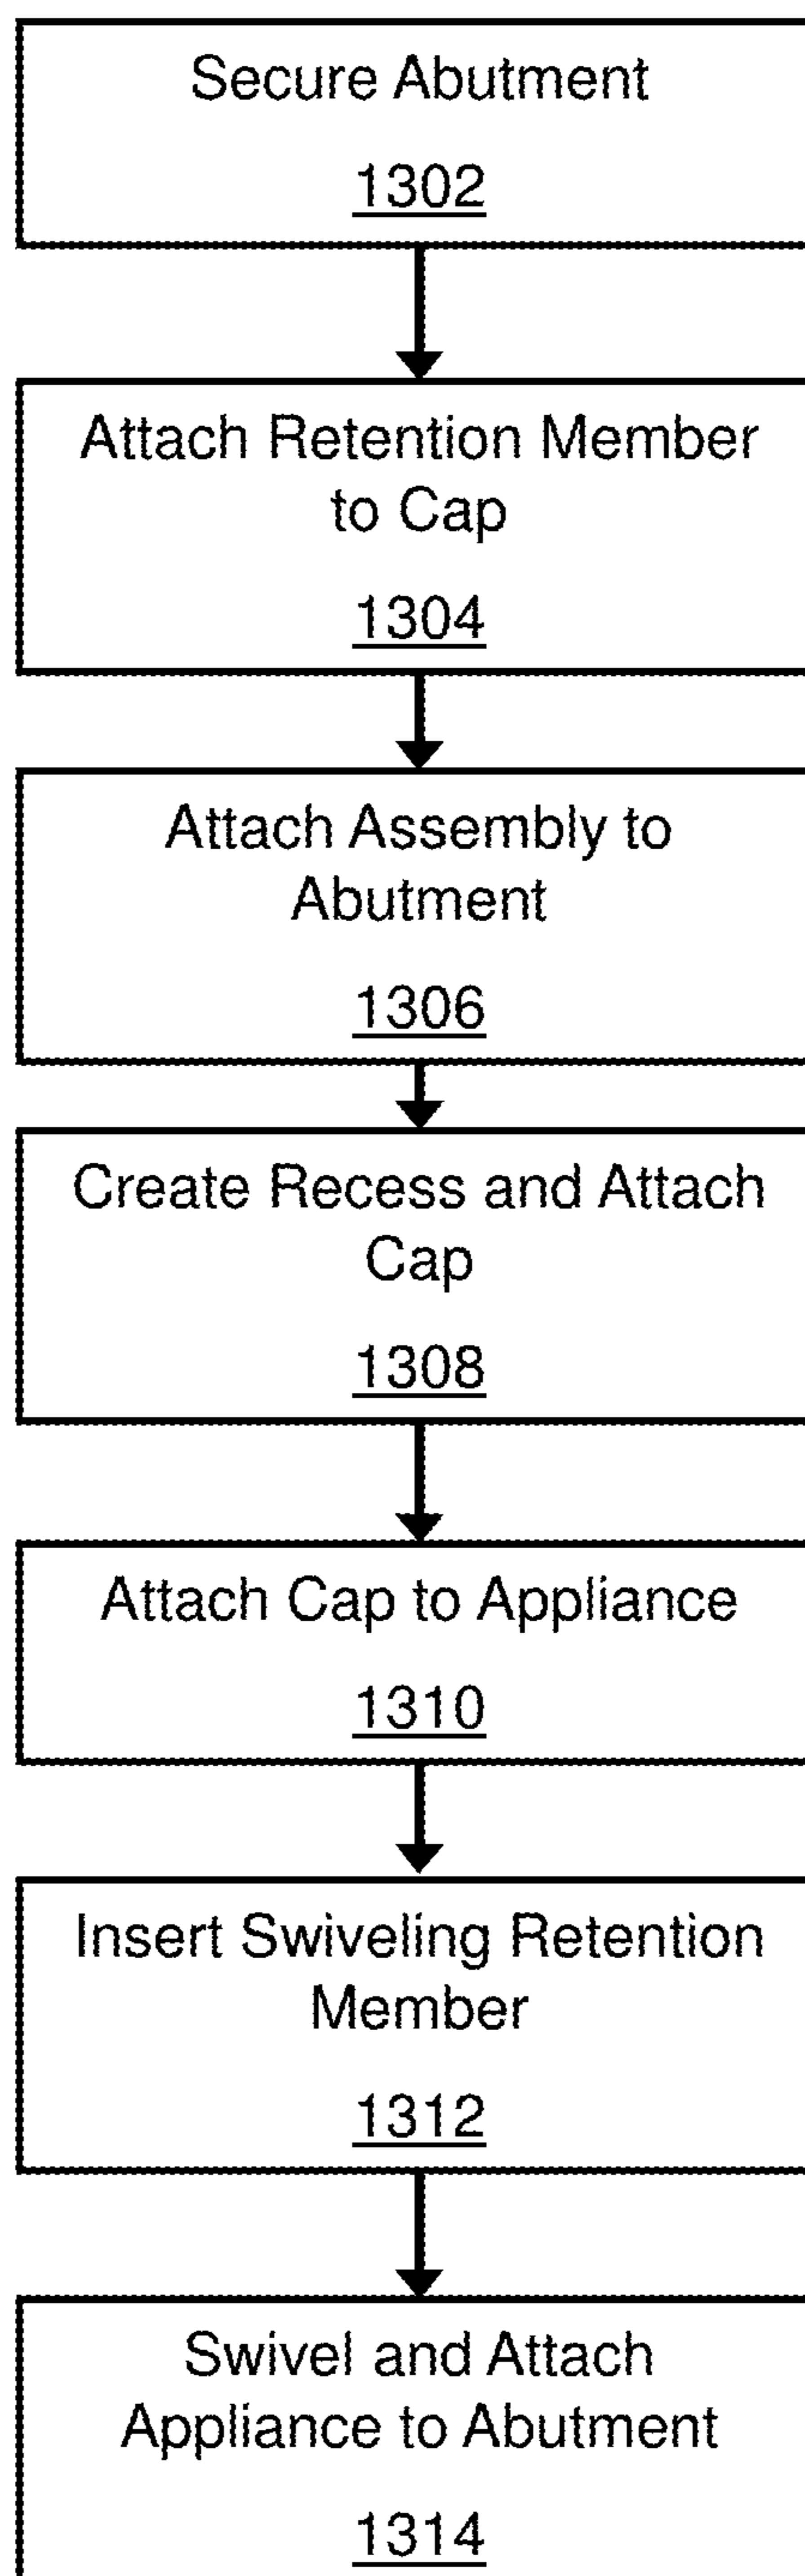 Secure Abutment
1302
Attach Retention Member
to Cap
1304
Attach Assembly to
Abutment
1306
Create Recess and Attach
Cap
1308
Attach Cap to Appliance
1310
Insert Swiveling Retention
Member
1312
Swivel and Attach
Appliance to Abutment
1314